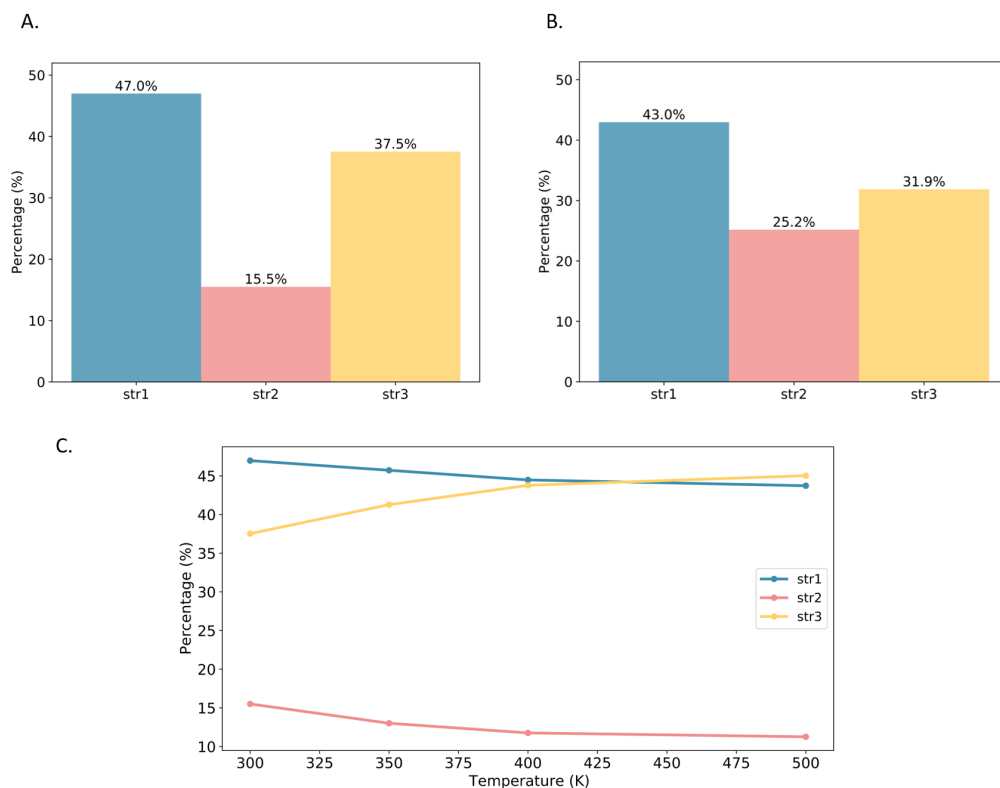 A.
Percentage (%)
50
40
30
20
10
0
47.0%
15.5%
37.5%
str1 str2 str3
B.
Percentage (%)
50
40
30
20
10
0
43.0%
25.2%
31.9%
str1 str2 str3
C.
Percentage (%)
45
40
35
30
25
20
15
10
str1
str2
str3
300 325 350 375 400 425 450 475 500
Temperature (K)